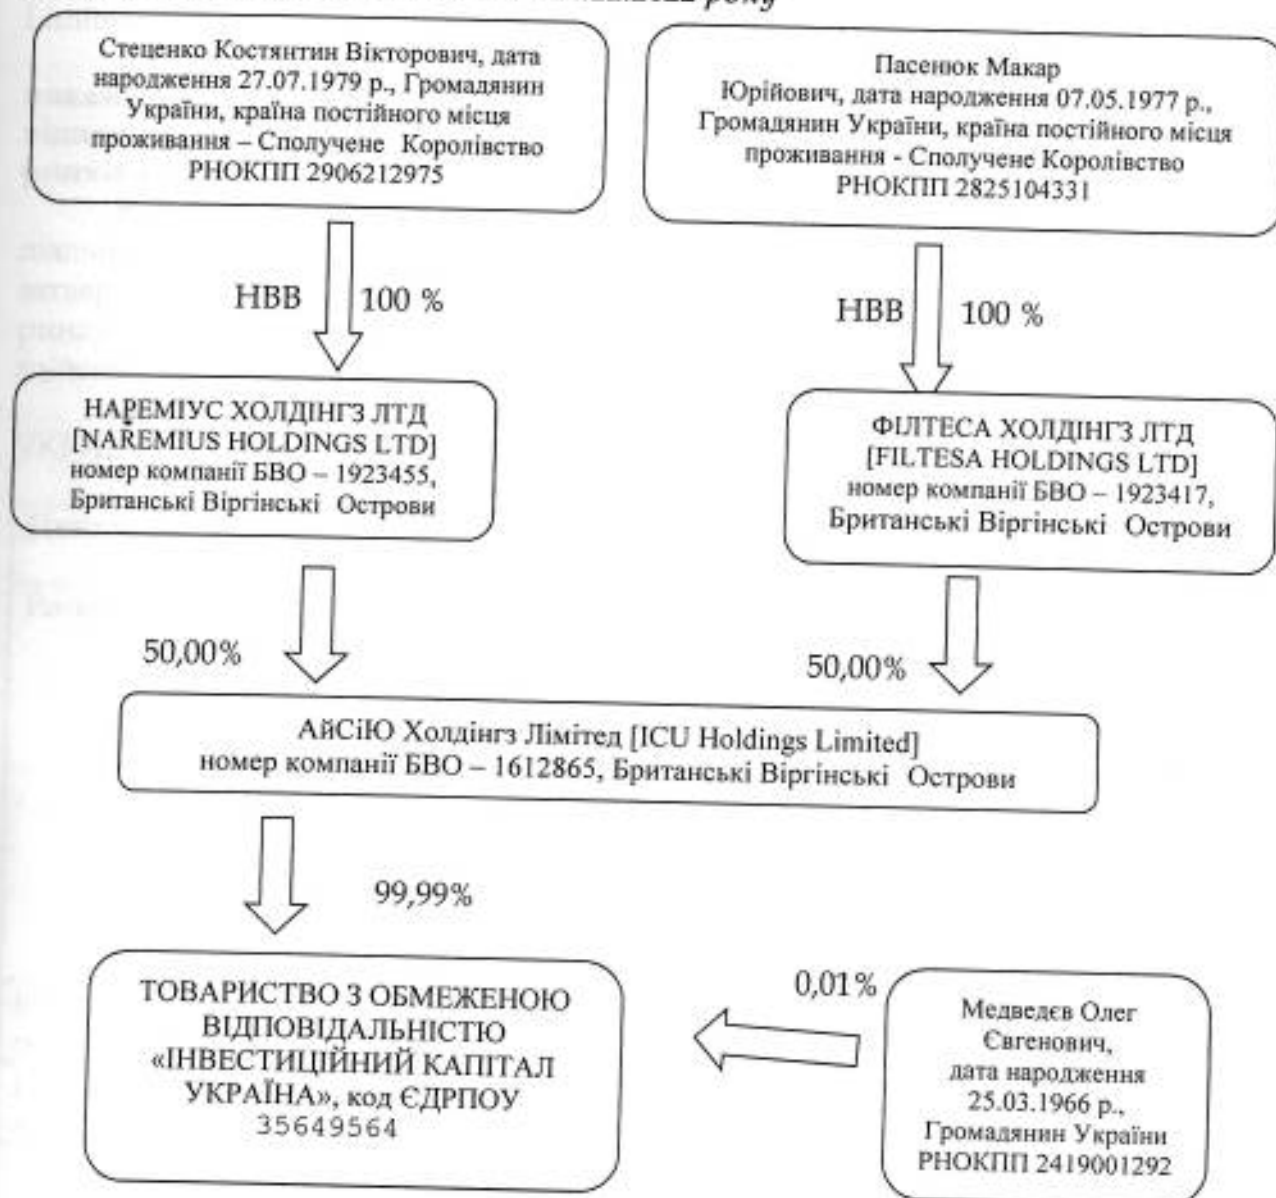 року
Стеценко Костянтин Вікторович, дата
народження 27.07.1979 р., Громадянин
України, країна постійного місця
проживання – Сполучене Королівство
РНОКПП 2906212975
Пасенюк Макар
Юрійович, дата народження 07.05.1977 р.,
Громадянин України, країна постійного місця
проживання - Сполучене Королівство
РНОКПП 2825104331
НВВ 100 %
НВВ 100 %
НАРЕМІУС ХОЛДІНГЗ ЛТД
[NAREMIUS HOLDINGS LTD]
номер компанії БВО – 1923455,
Британські Віргінські Острови
ФІЛТЕСА ХОЛДІНГЗ ЛТД
[FILTESA HOLDINGS LTD]
номер компанії БВО – 1923417,
Британські Віргінські Острови
50,00%
50,00%
АйСіЮ Холдінгз Лімітед [ICU Holdings Limited]
номер компанії БВО – 1612865, Британські Віргінські Острови
99,99%
ТОВАРИСТВО З ОБМЕЖЕНОЮ
ВІДПОВІДАЛЬНІСТЮ
«ІНВЕСТИЦІЙНИЙ КАПІТАЛ
УКРАЇНА», код ЄДРПОУ
35649564
0,01%
Медведєв Олег
Євгенович,
дата народження
25.03.1966 р.,
Громадянин України
РНОКПП 2419001292